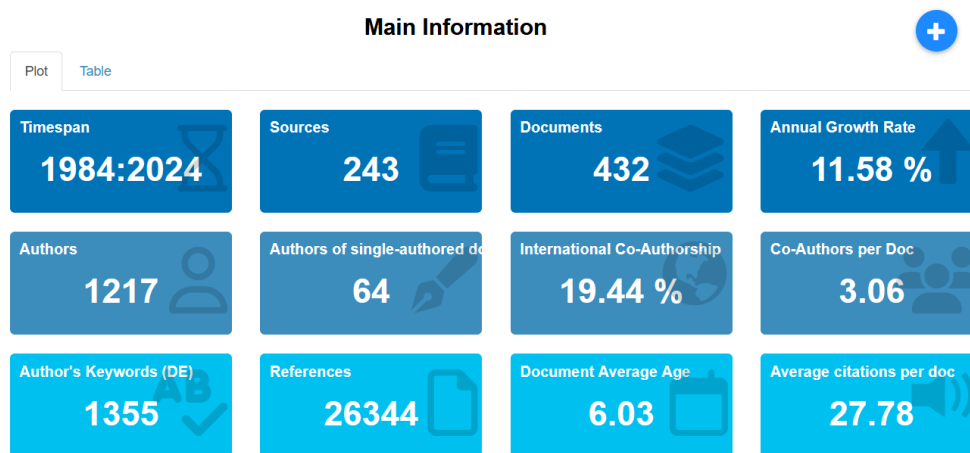 Main Information
Plot Table
Timespan
1984:2024
Sources
243
Documents
432
Annual Growth Rate
11.58 %
Authors
1217
Authors of single-authored do
64
International Co-Authorship
19.44 %
Co-Authors per Doc
3.06
Author's Keywords (DE)
1355
References
26344
Document Average Age
6.03
Average citations per doc
27.78
AB